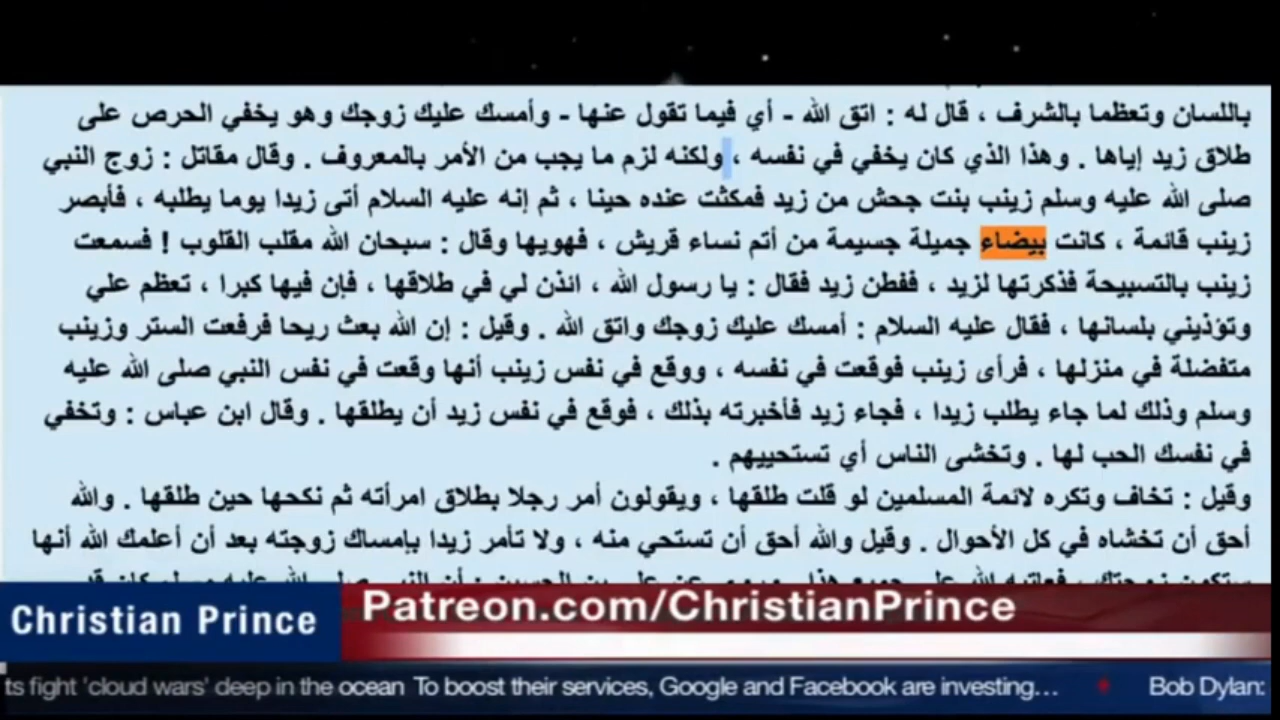 باللسان وتعظما بالشرف ، قال له : اتق الله - أي فيما تقول عنها - وأمسك عليك زوجك وهو يخفي الحرص على
طلاق زيد إياها . وهذا الذي كان يخفي في نفسه ، ولكنه لزم ما يجب من الأمر بالمعروف . وقال مقاتل : زوج النبي
صلى الله عليه وسلم زينب بنت جحش من زيد فمكثت عنده حينا ، ثم إنه عليه السلام أتى زيدا يوما يطلبه ، فأبصر
زينب قائمة ، كانت بيضاء جميلة جسيمة من أتم نساء قريش ، فهويها وقال : سبحان الله مقلب القلوب ! فسمعت
زينب بالتسبيحة فذكرتها لزيد ، ففطن زيد فقال : يا رسول الله ، ائذن لي في طلاقها ، فإن فيها كبرا ، تعظم علي
وتؤذيني بلسانها ، فقال عليه السلام : أمسك عليك زوجك واتق الله . وقيل : إن الله بعث ريحا فرفعت الستر وزينب
متفضلة في منزلها ، فرأى زينب فوقعت في نفسه ، ووقع في نفس زينب أنها وقعت في نفس النبي صلى الله عليه
وسلم وذلك لما جاء يطلب زيدا ، فجاء زيد فأخبرته بذلك ، فوقع في نفس زيد أن يطلقها . وقال ابن عباس : وتخفي
في نفسك الحب لها . وتخشى الناس أي تستحييهم .
وقيل : تخاف وتكره لائمة المسلمين لو قلت طلقها ، ويقولون أمر رجلا بطلاق امرأته ثم نكحها حين طلقها . والله
أحق أن تخشاه في كل الأحوال . وقيل والله أحق أن تستحي منه ، ولا تأمر زيدا بإمساك زوجته بعد أن أعلمك الله أنها
Christian Prince
Patreon.com/ChristianPrince
ts fight 'cloud wars' deep in the ocean To boost their services, Google and Facebook are investing… Bob Dylan: